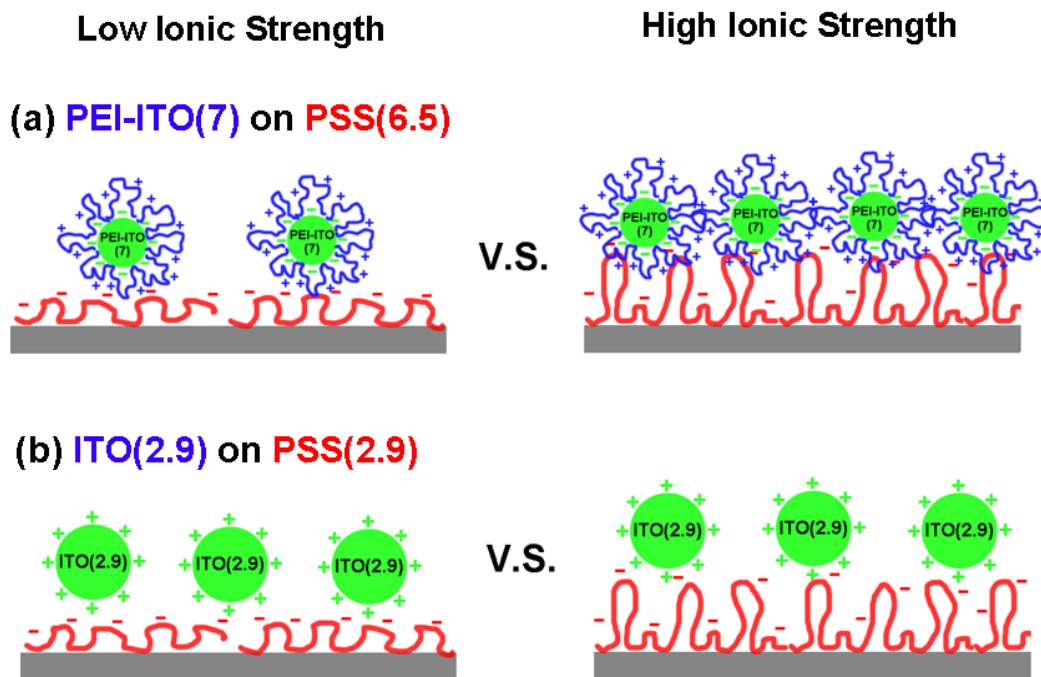 Low Ionic Strength
High Ionic Strength
(a) PEI-ITO(7) on PSS(6.5)
PEI-ITO
(7)
PEI-ITO
(7)
V.S.
PEI-ITO
(7)
PEI-ITO
(7)
PEI-ITO
(7)
PEI-ITO
(7)
(b) ITO(2.9) on PSS(2.9)
ITO(2.9)
ITO(2.9)
ITO(2.9)
V.S.
ITO(2.9)
ITO(2.9)
ITO(2.9)